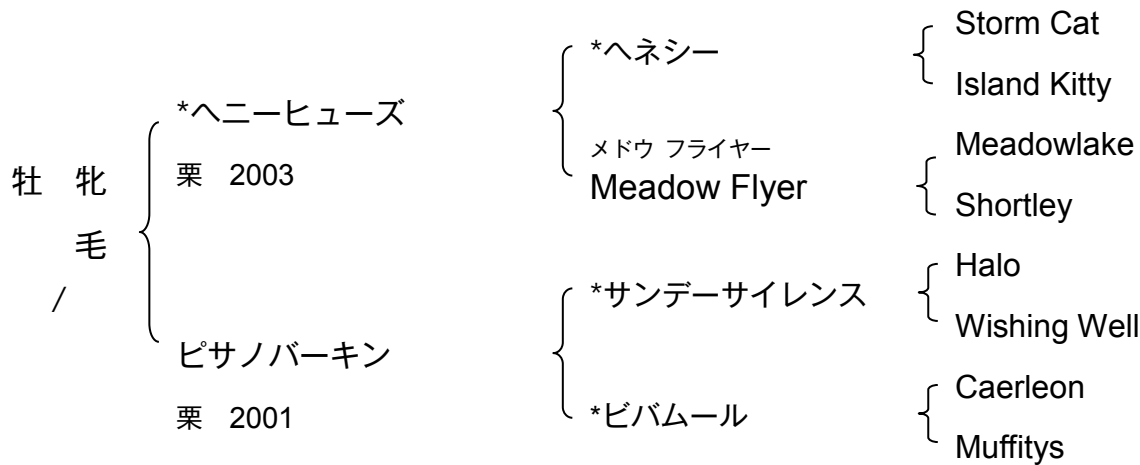 Storm Cat
*ヘネシー
Island Kitty
*ヘニーヒューズ
栗 2003
メドウ フライヤー
Meadow Flyer
Meadowlake
Shortley
牡 牝
毛
/
Halo
*サンデーサイレンス
Wishing Well
ピサノバーキン
栗 2001
Caerleon
*ビバムール
Muffitys